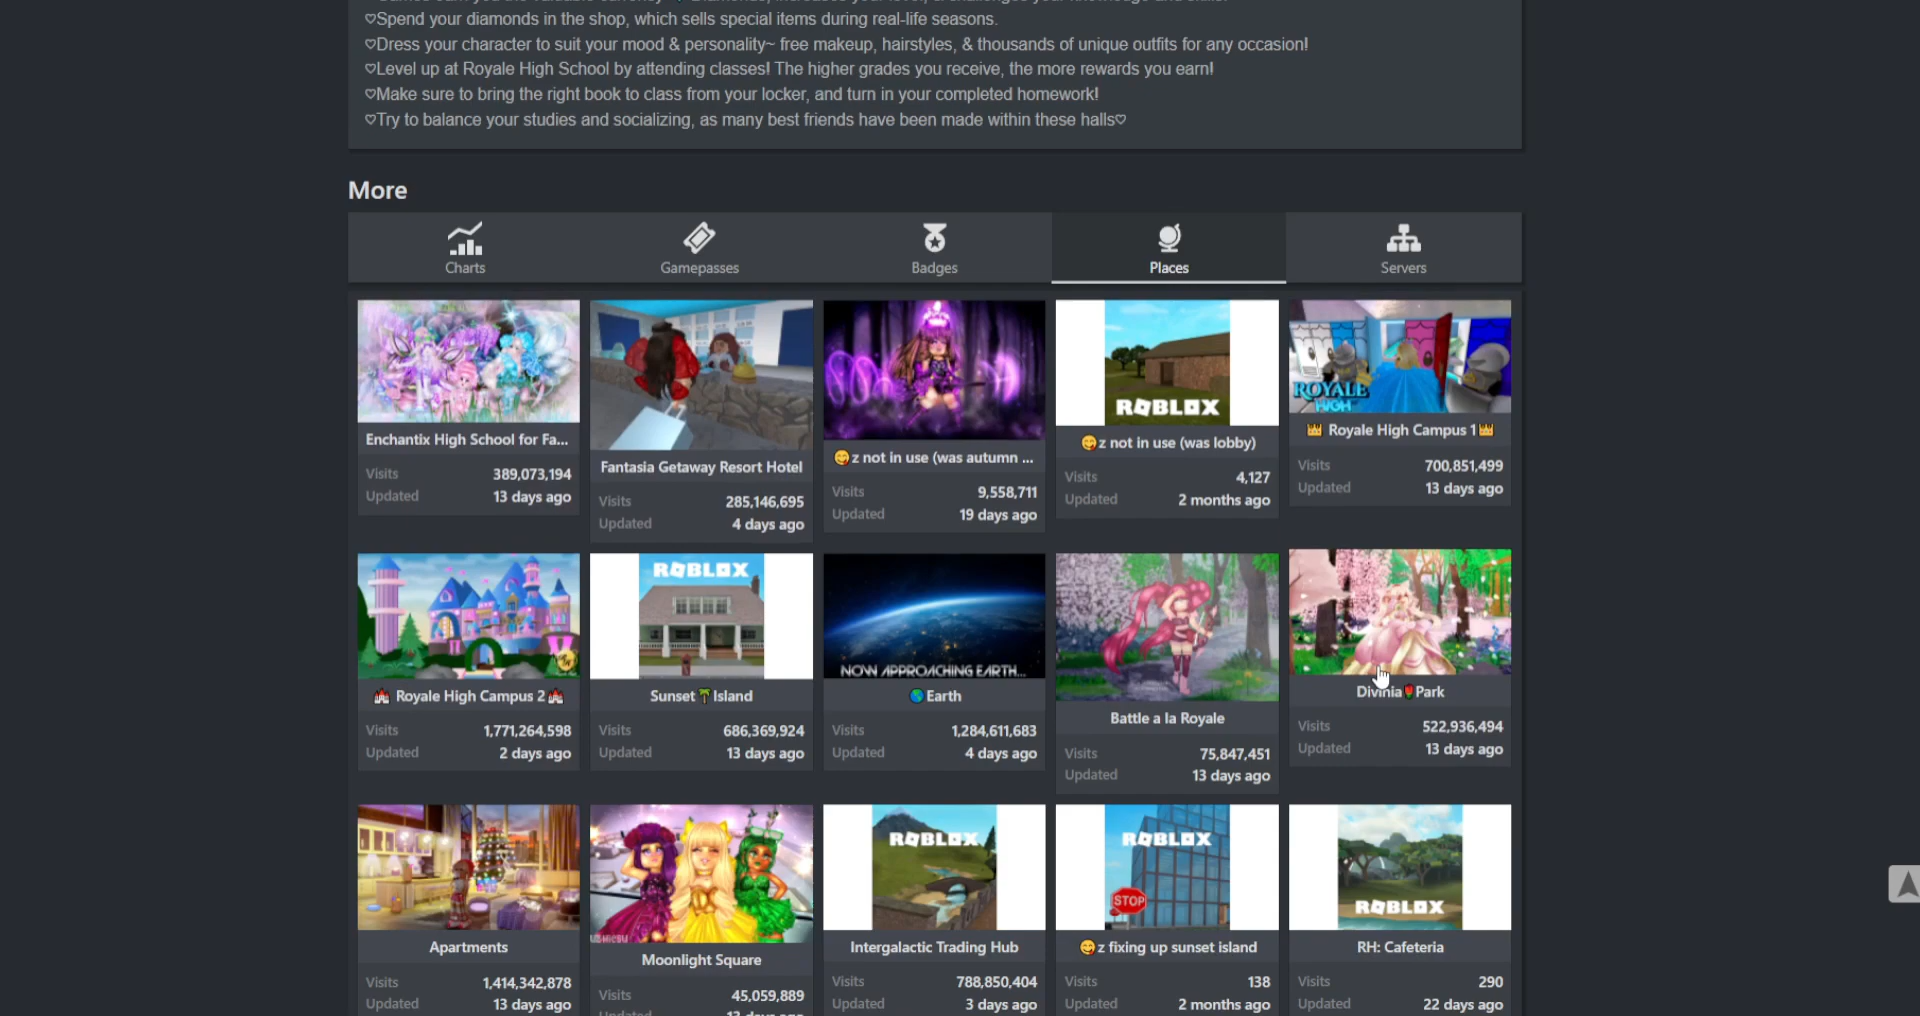 ♡Spend your diamonds in the shop, which sells special items during real-life seasons.
♡Dress your character to suit your mood & personality~ free makeup, hairstyles, & thousands of unique outfits for any occasion!
♡Level up at Royale High School by attending classes! The higher grades you receive, the more rewards you earn!
♡Make sure to bring the right book to class from your locker, and turn in your completed homework!
♡Try to balance your studies and socializing, as many best friends have been made within these halls♡
More
Charts
Gamepasses
Badges
Places
Servers
Enchantix High School for Fa...
Visits 389,073,194
Updated 13 days ago
Fantasia Getaway Resort Hotel
Visits 285,146,695
Updated 4 days ago
😋z not in use (was autumn ...
Visits 9,558,711
Updated 19 days ago
ROBLOX
😋z not in use (was lobby)
Visits 4,127
Updated 2 months ago
ROYALE
HIGH
👑 Royale High Campus 1👑
Visits 700,851,499
Updated 13 days ago
🏰 Royale High Campus 2🏰
Visits 1,771,264,598
Updated 2 days ago
ROBLOX
Sunset🌴Island
Visits 686,369,924
Updated 13 days ago
NOW APPROACHING EARTH...
🌎Earth
Visits 1,284,611,683
Updated 4 days ago
Battle a la Royale
Visits 75,847,451
Updated 13 days ago
Divinia🌷Park
Visits 522,936,494
Updated 13 days ago
Apartments
Visits 1,414,342,878
Updated 13 days ago
Moonlight Square
Visits 45,059,889
ROBLOX
Intergalactic Trading Hub
Visits 788,850,404
Updated 3 days ago
ROBLOX
STOP
😋z fixing up sunset island
Visits 138
Updated 2 months ago
ROBLOX
RH: Cafeteria
Visits 290
Updated 22 days ago